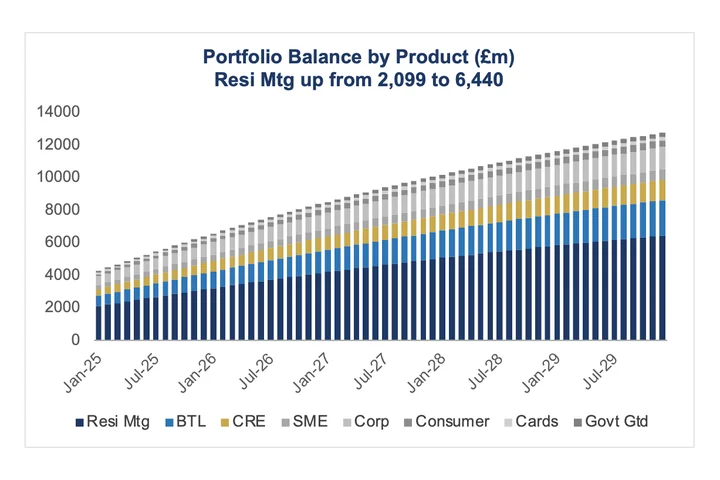 Portfolio Balance by Product (£m)
Resi Mtg up from 2,099 to 6,440
14000
12000
10000
8000
6000
4000
2000
0
Jan-25
Jul-25
Jan-26
Jul-26
Jan-27
Jul-27
Jan-28
Jul-28
Jan-29
Jul-29
Resi Mtg BTL CRE SME Corp Consumer Cards Govt Gtd